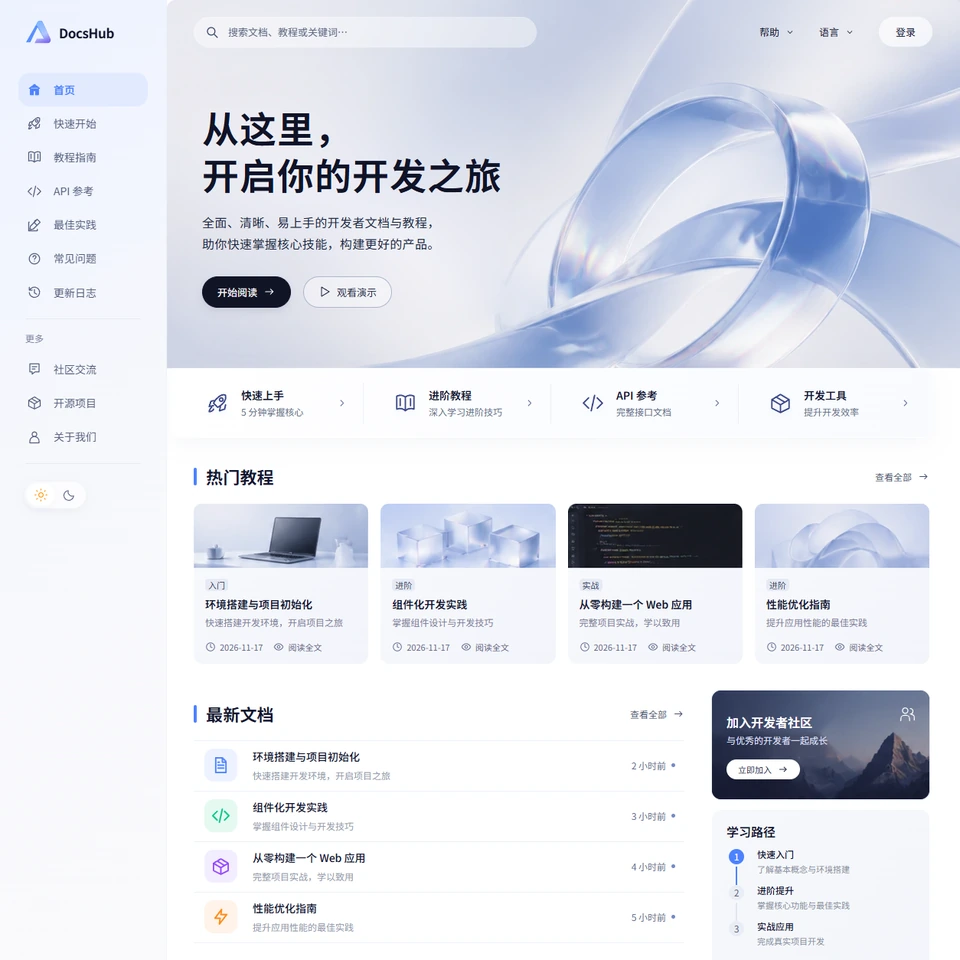 DocsHub
首页
快速开始
教程指南
API 参考
最佳实践
常见问题
更新日志
更多
社区交流
开源项目
关于我们
搜索文档、教程或关键词…
帮助
语言
登录
从这里，
开启你的开发之旅
全面、清晰、易上手的开发者文档与教程，
助你快速掌握核心技能，构建更好的产品。
开始阅读
观看演示
快速上手
5 分钟掌握核心
进阶教程
深入学习进阶技巧
API 参考
完整接口文档
开发工具
提升开发效率
热门教程
查看全部
入门
环境搭建与项目初始化
快速搭建开发环境，开启项目之旅
2026-11-17 阅读全文
进阶
组件化开发实践
掌握组件设计与开发技巧
2026-11-17 阅读全文
实战
从零构建一个 Web 应用
完整项目实战，学以致用
2026-11-17 阅读全文
进阶
性能优化指南
提升应用性能的最佳实践
2026-11-17 阅读全文
最新文档
查看全部
环境搭建与项目初始化
快速搭建开发环境，开启项目之旅
2 小时前
组件化开发实践
掌握组件设计与开发技巧
3 小时前
从零构建一个 Web 应用
完整项目实战，学以致用
4 小时前
性能优化指南
提升应用性能的最佳实践
5 小时前
加入开发者社区
与优秀的开发者一起成长
立即加入
学习路径
1
快速入门
了解基本概念与环境搭建
2
进阶提升
掌握核心功能与最佳实践
3
实战应用
完成真实项目开发